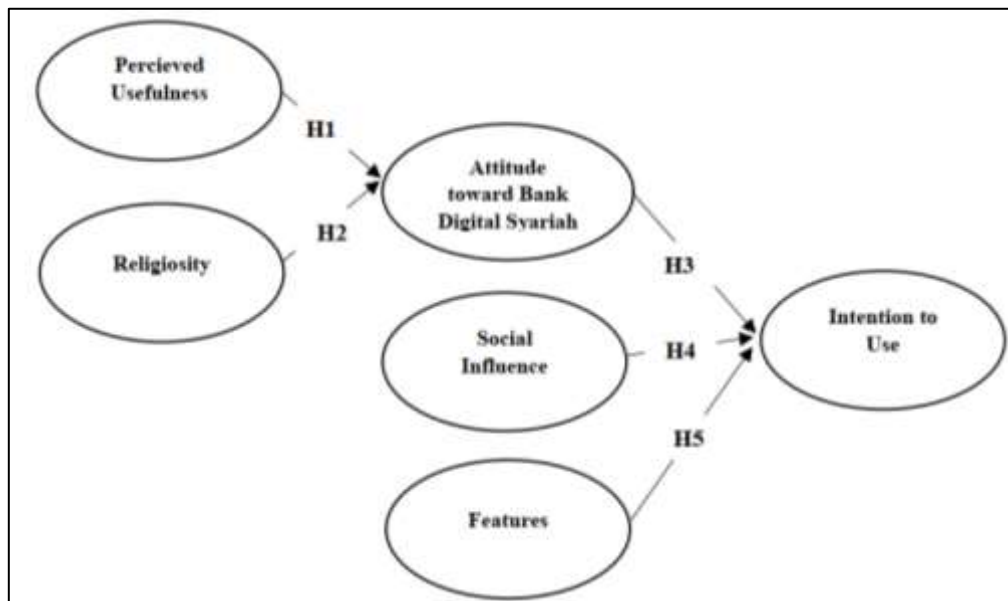 Percieved
Usefulness
H1
Attitude
toward Bank
Digital Syariah
H2
Religiosity
H3
Intention to
Use
Social
Influence
H4
H5
Features